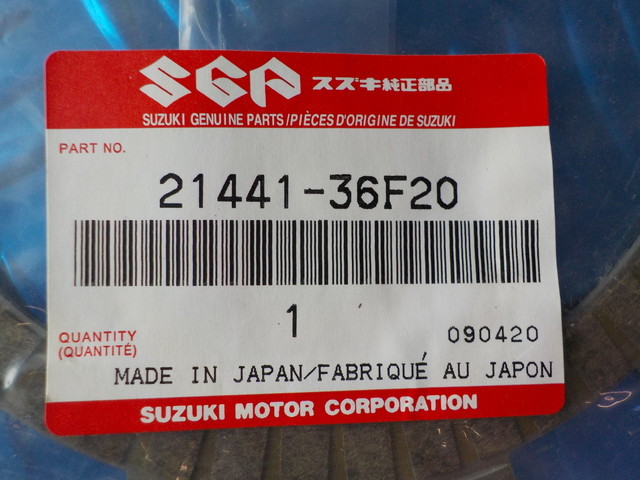 SGP スズキ純正部品
SUZUKI GENUINE PARTS/PIÈCES D'ORIGINE DE SUZUKI
PART NO.
21441-36F20
1
QUANTITY
(QUANTITÉ)
090420
MADE IN JAPAN/FABRIQUÉ AU JAPON
SUZUKI MOTOR CORPORATION